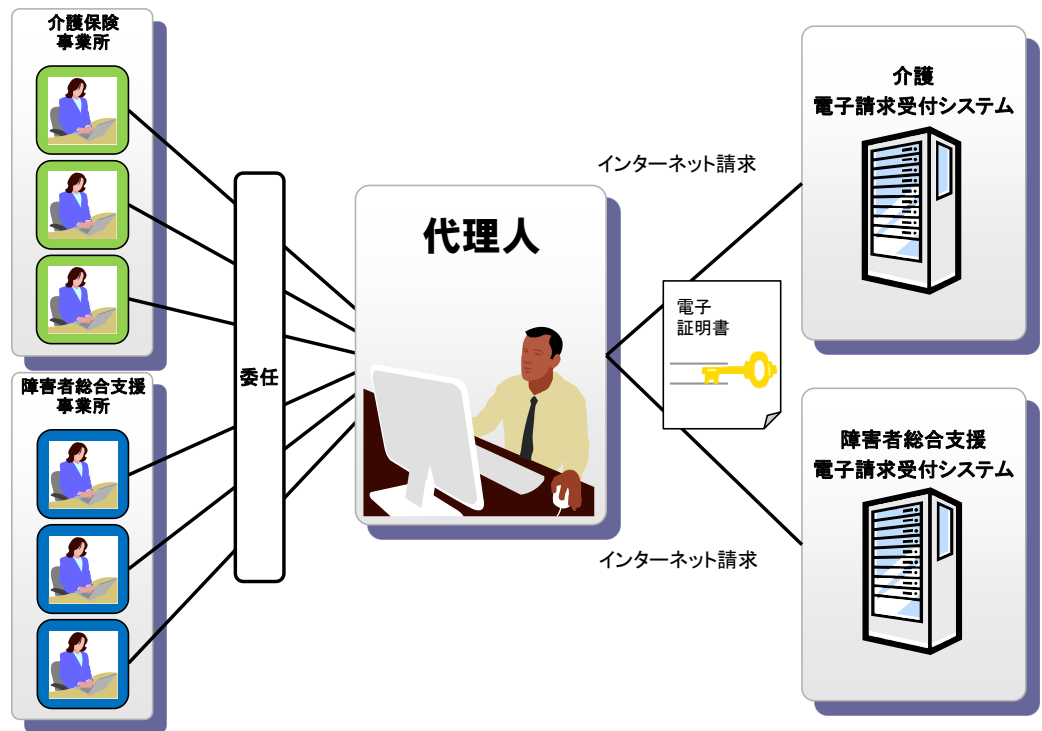 介護保険
事業所
障害者総合支援
事業所
委任
代理人
インターネット請求
電子
証明書
インターネット請求
介護
電子請求受付システム
障害者総合支援
電子請求受付システム